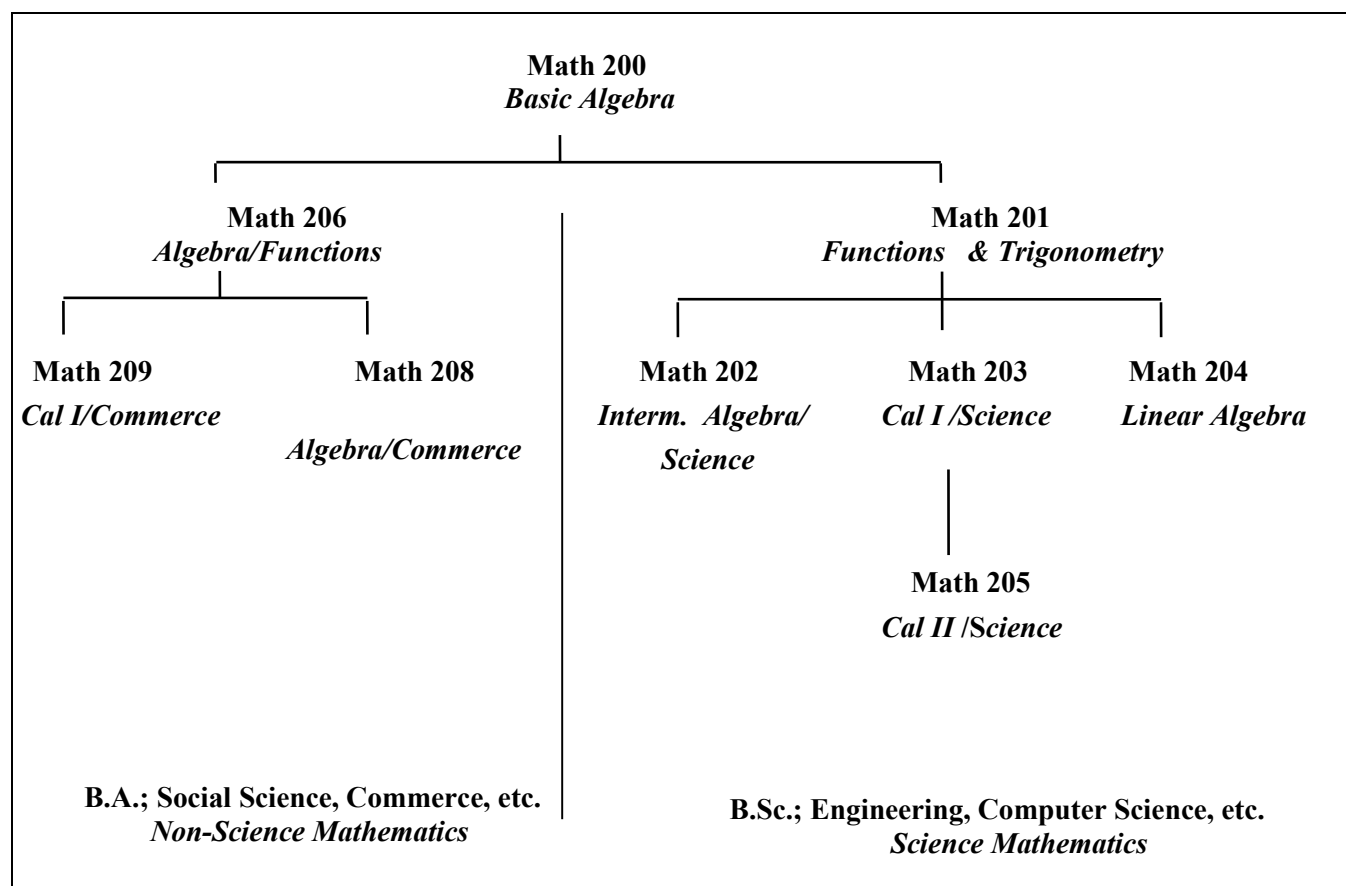 Math 200
Basic Algebra
Math 206
Algebra/Functions
Math 201
Functions & Trigonometry
Math 209
Cal I/Commerce
Math 208
Algebra/Commerce
Math 202
Interm. Algebra/
Science
Math 203
Cal I /Science
Math 204
Linear Algebra
Math 205
Cal II /Science
B.A.; Social Science, Commerce, etc.
Non-Science Mathematics
B.Sc.; Engineering, Computer Science, etc.
Science Mathematics